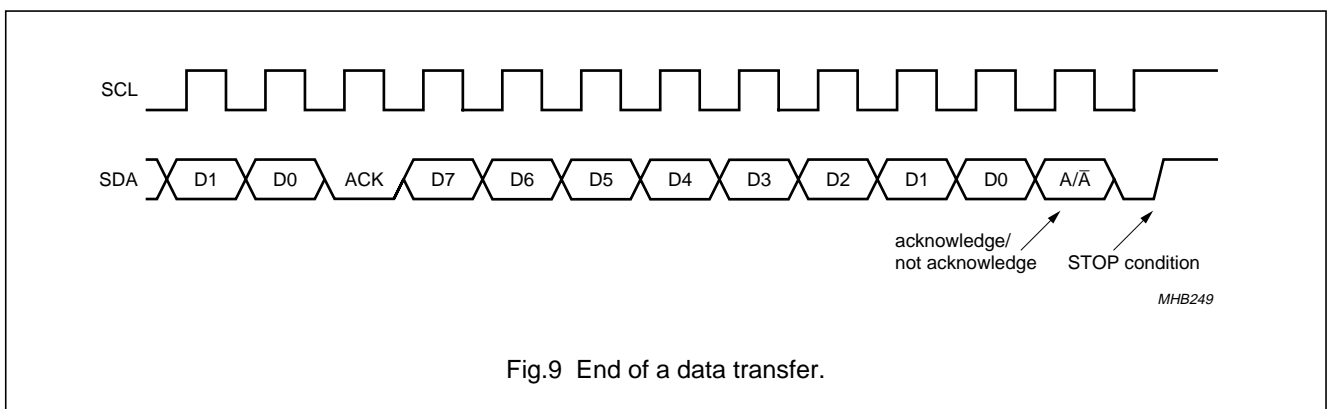 SCL
SDA D1 D0 ACK D7 D6 D5 D4 D3 D2 D1 D0 A/A̅
acknowledge/
not acknowledge STOP condition
MHB249
Fig.9 End of a data transfer.